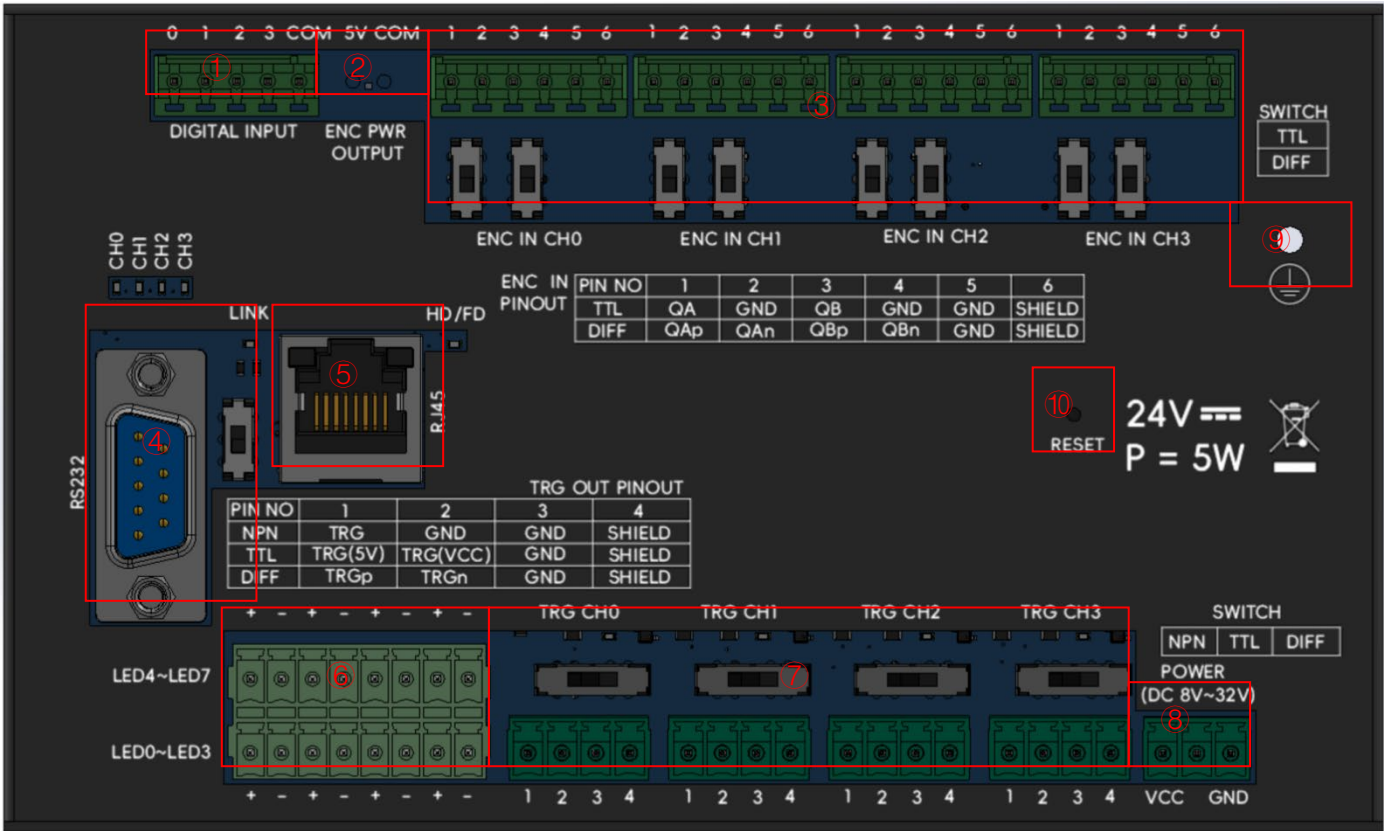 0 1 2 3 COM 5V COM 1 2 3 4 5 6 1 2 3 4 5 6 1 2 3 4 5 6 1 2 3 4 5 6
① ② ③
DIGITAL INPUT
ENC PWR
OUTPUT
SWITCH
TTL
DIFF
ENC IN CH0 ENC IN CH1 ENC IN CH2 ENC IN CH3
⑨
CH0 CH1 CH2 CH3
ENC IN
PINOUT
PIN NO 1 2 3 4 5 6
TTL QA GND QB GND GND SHIELD
DIFF QAp QAn QBp QBn GND SHIELD
LINK HD/FD
④ ⑤
RS232
RJ45
⑩
RESET
24V
P = 5W
TRG OUT PINOUT
PIN NO 1 2 3 4
NPN TRG GND GND SHIELD
TTL TRG(5V) TRG(VCC) GND SHIELD
DIFF TRGp TRGn GND SHIELD
+ - + - + - + -
TRG CH0 TRG CH1 TRG CH2 TRG CH3
SWITCH
NPN TTL DIFF
LED4~LED7
⑥ ⑦
POWER
(DC 8V~32V)
⑧
LED0~LED3
+ - + - + - + -
1 2 3 4 1 2 3 4 1 2 3 4 1 2 3 4 VCC GND